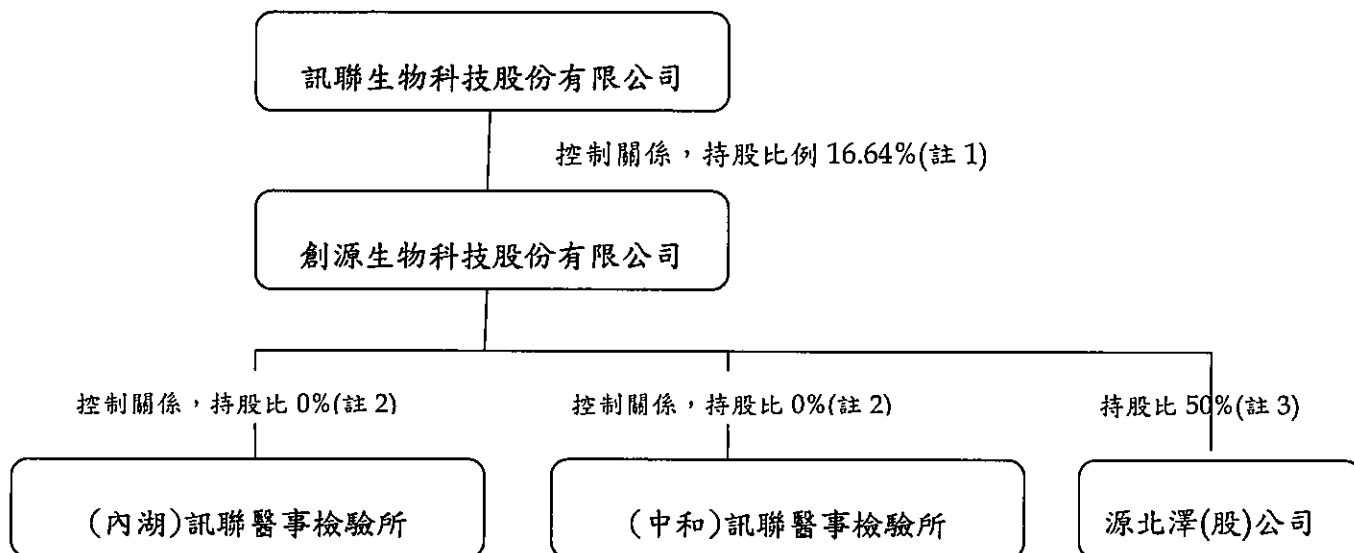 訊聯生物科技股份有限公司
控制關係，持股比例 16.64%(註 1)
創源生物科技股份有限公司
控制關係，持股比 0%(註 2)
控制關係，持股比 0%(註 2)
持股比 50%(註 3)
(內湖)訊聯醫事檢驗所
(中和)訊聯醫事檢驗所
源北澤(股)公司